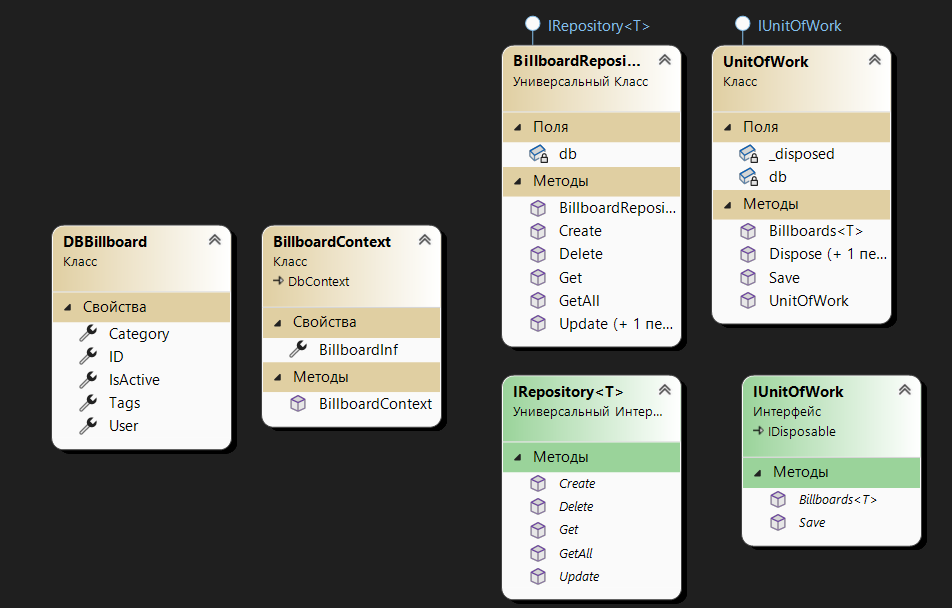 IRepository<T>
BillboardReposi...
Универсальный Класс
Поля
db
Методы
BillboardReposi...
Create
Delete
Get
GetAll
Update (+ 1 пе...
IUnitOfWork
UnitOfWork
Класс
Поля
_disposed
db
Методы
Billboards<T>
Dispose (+ 1 пе...
Save
UnitOfWork
DBBillboard
Класс
Свойства
Category
ID
IsActive
Tags
User
BillboardContext
Класс
DbContext
Свойства
BillboardInf
Методы
BillboardContext
IRepository<T>
Универсальный Интер...
Методы
Create
Delete
Get
GetAll
Update
IUnitOfWork
Интерфейс
IDisposable
Методы
Billboards<T>
Save